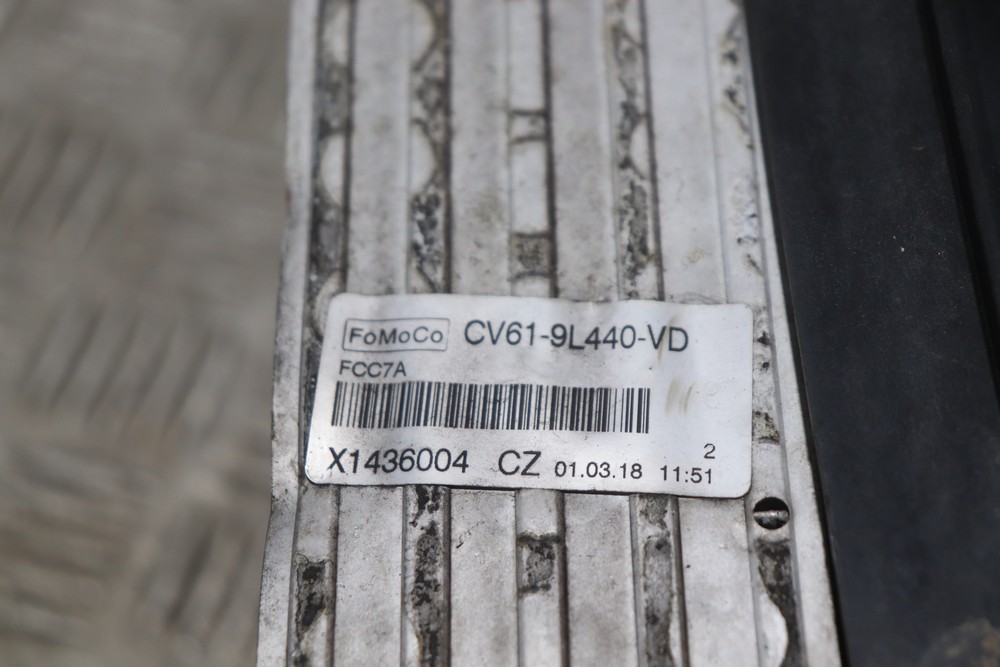 FoMoCo CV61-9L440-VD
FCC7A
2
X1436004 CZ 01.03.18 11:51